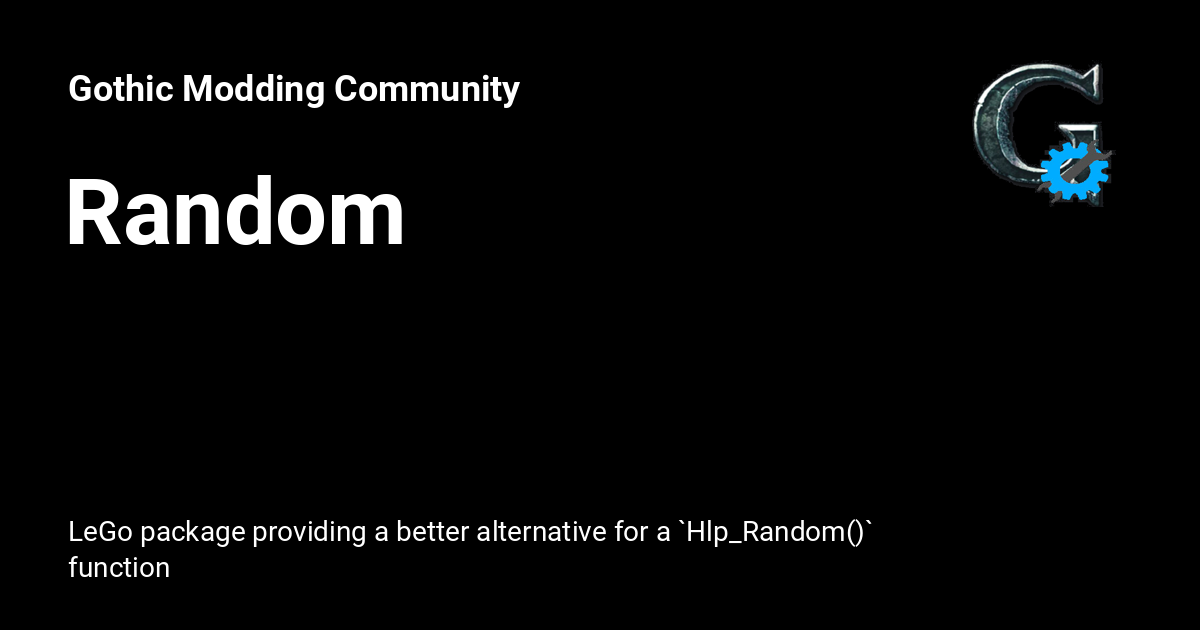 Gothic Modding Community
Random
LeGo package providing a better alternative for a `Hlp_Random()`
function